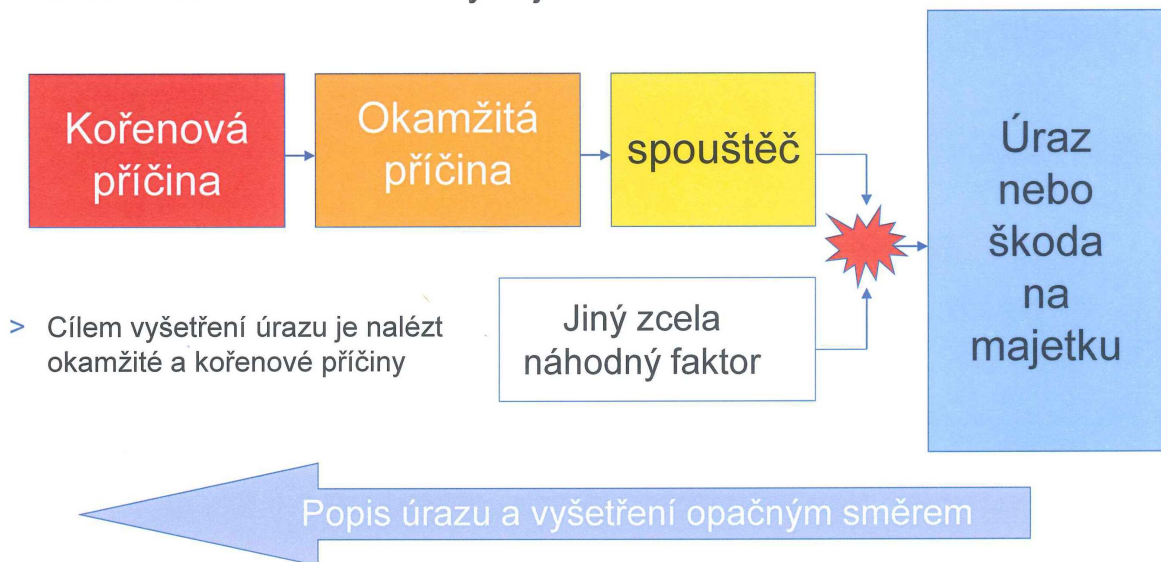 Kořenová
příčina
Okamžitá
příčina
spouštěč
Úraz
nebo
škoda
na
majetku
Jiný zcela
náhodný faktor
> Cílem vyšetření úrazu je nalézt
okamžité a kořenové příčiny
Popis úrazu a vyšetření opačným směrem